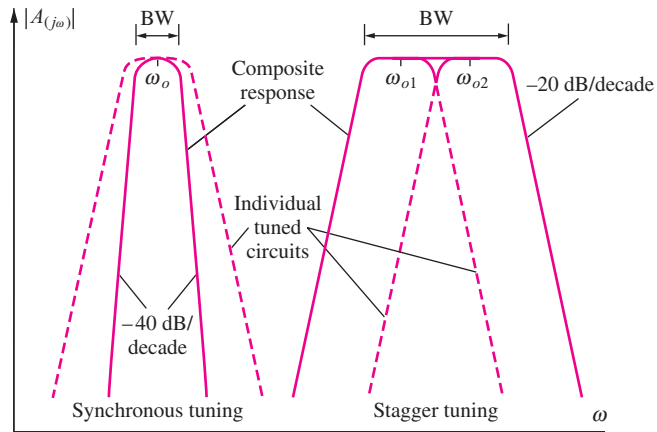 |A(jω)|
BW
BW
ωo
Composite
response
ωo1
ωo2
−20 dB/decade
Individual
tuned
circuits
−40 dB/
decade
Synchronous tuning
Stagger tuning
ω